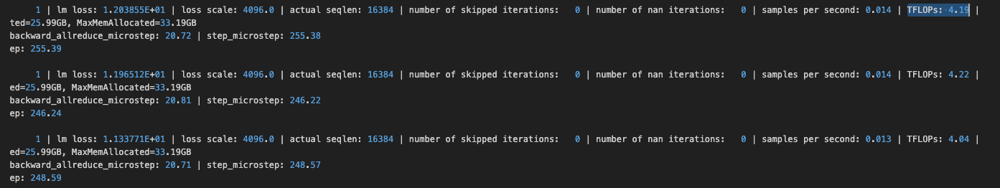 1 | lm loss: 1.203855E+01 | loss scale: 4096.0 | actual seqlen: 16384 | number of skipped iterations: 0 | number of nan iterations: 0 | samples per second: 0.014 | TFLOPs: 4.19 |
ted=25.99GB, MaxMemAllocated=33.19GB
backward_allreduce_microstep: 20.72 | step_microstep: 255.38
ep: 255.39
1 | lm loss: 1.196512E+01 | loss scale: 4096.0 | actual seqlen: 16384 | number of skipped iterations: 0 | number of nan iterations: 0 | samples per second: 0.014 | TFLOPs: 4.22 |
ed=25.99GB, MaxMemAllocated=33.19GB
backward_allreduce_microstep: 20.81 | step_microstep: 246.22
ep: 246.24
1 | lm loss: 1.133771E+01 | loss scale: 4096.0 | actual seqlen: 16384 | number of skipped iterations: 0 | number of nan iterations: 0 | samples per second: 0.013 | TFLOPs: 4.04 |
ed=25.99GB, MaxMemAllocated=33.19GB
backward_allreduce_microstep: 20.71 | step_microstep: 248.57
ep: 248.59